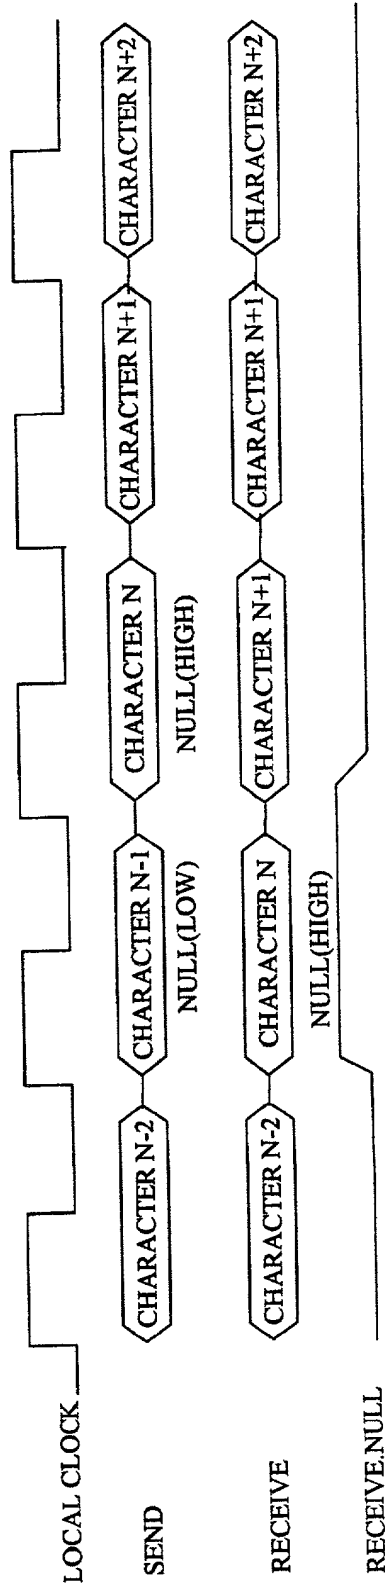 LOCAL CLOCK
SEND
CHARACTER N-2
CHARACTER N-1
CHARACTER N
CHARACTER N+1
CHARACTER N+2
NULL(LOW)
NULL(HIGH)
RECEIVE
CHARACTER N-2
CHARACTER N
CHARACTER N+1
CHARACTER N+1
CHARACTER N+2
NULL(HIGH)
RECEIVE.NULL